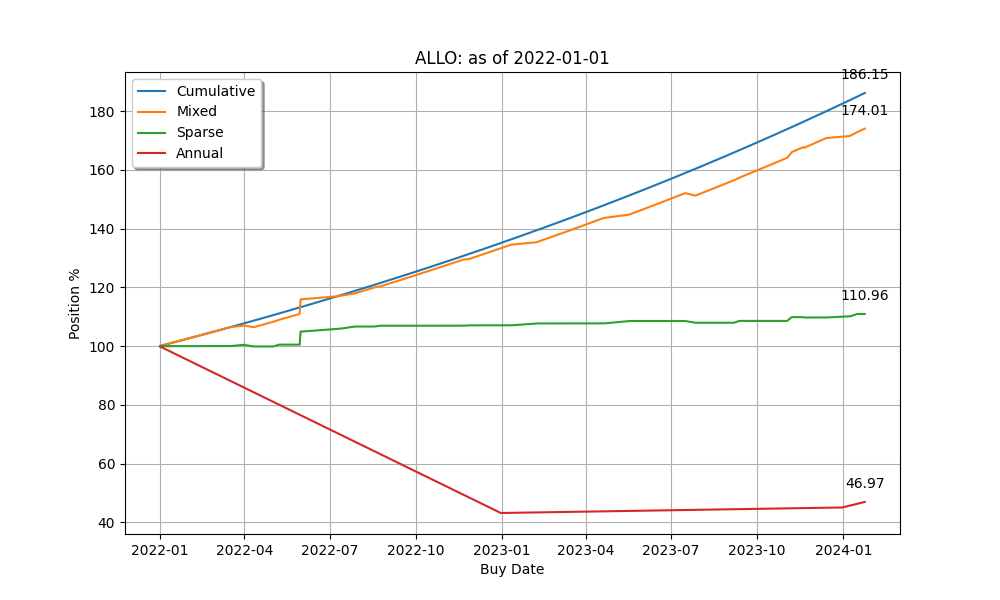 ALLO: as of 2022-01-01
186.15
Cumulative
Mixed
Sparse
Annual
174.01
110.96
46.97
180
160
140
120
100
80
60
40
Position %
2022-01 2022-04 2022-07 2022-10 2023-01 2023-04 2023-07 2023-10 2024-01
Buy Date